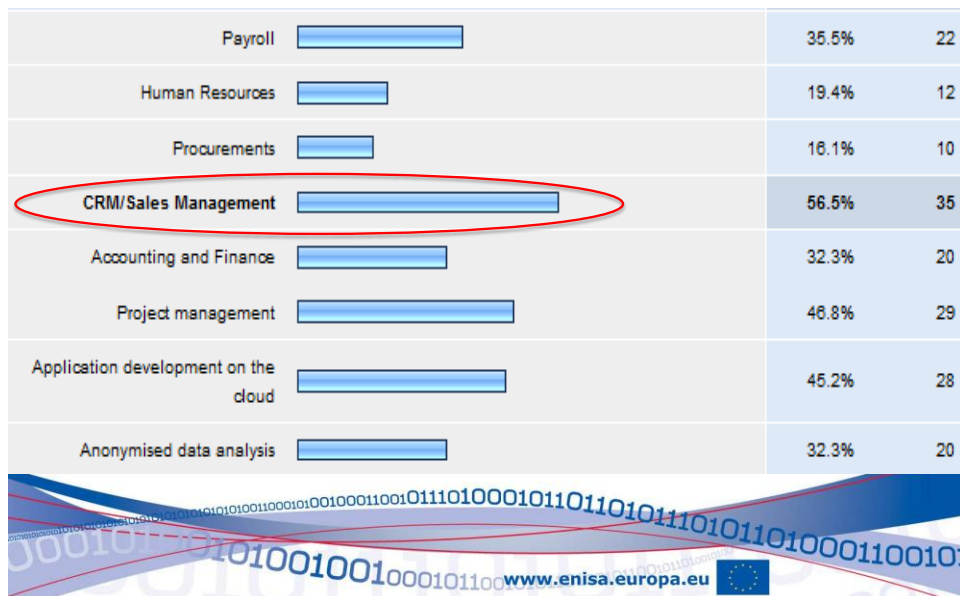 Payroll 35.5% 22
Human Resources 19.4% 12
Procurements 16.1% 10
CRM/Sales Management 56.5% 35
Accounting and Finance 32.3% 20
Project management 46.8% 29
Application development on the
cloud 45.2% 28
Anonymised data analysis 32.3% 20
www.enisa.europa.eu